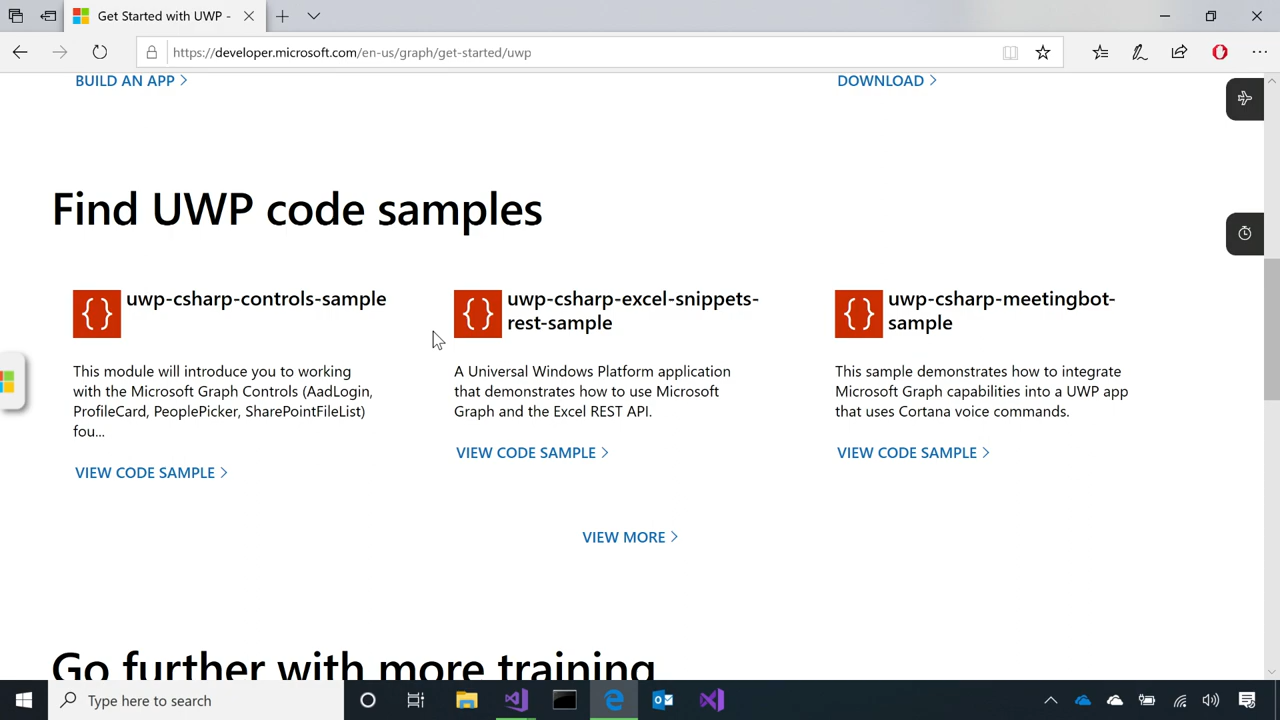 Get Started with UWP -
https://developer.microsoft.com/en-us/graph/get-started/uwp
BUILD AN APP
DOWNLOAD
Find UWP code samples
uwp-csharp-controls-sample
This module will introduce you to working
with the Microsoft Graph Controls (AadLogin,
ProfileCard, PeoplePicker, SharePointFileList)
fou...
VIEW CODE SAMPLE
uwp-csharp-excel-snippets-
rest-sample
A Universal Windows Platform application
that demonstrates how to use Microsoft
Graph and the Excel REST API.
VIEW CODE SAMPLE
uwp-csharp-meetingbot-
sample
This sample demonstrates how to integrate
Microsoft Graph capabilities into a UWP app
that uses Cortana voice commands.
VIEW CODE SAMPLE
VIEW MORE
Go further with more training
Type here to search